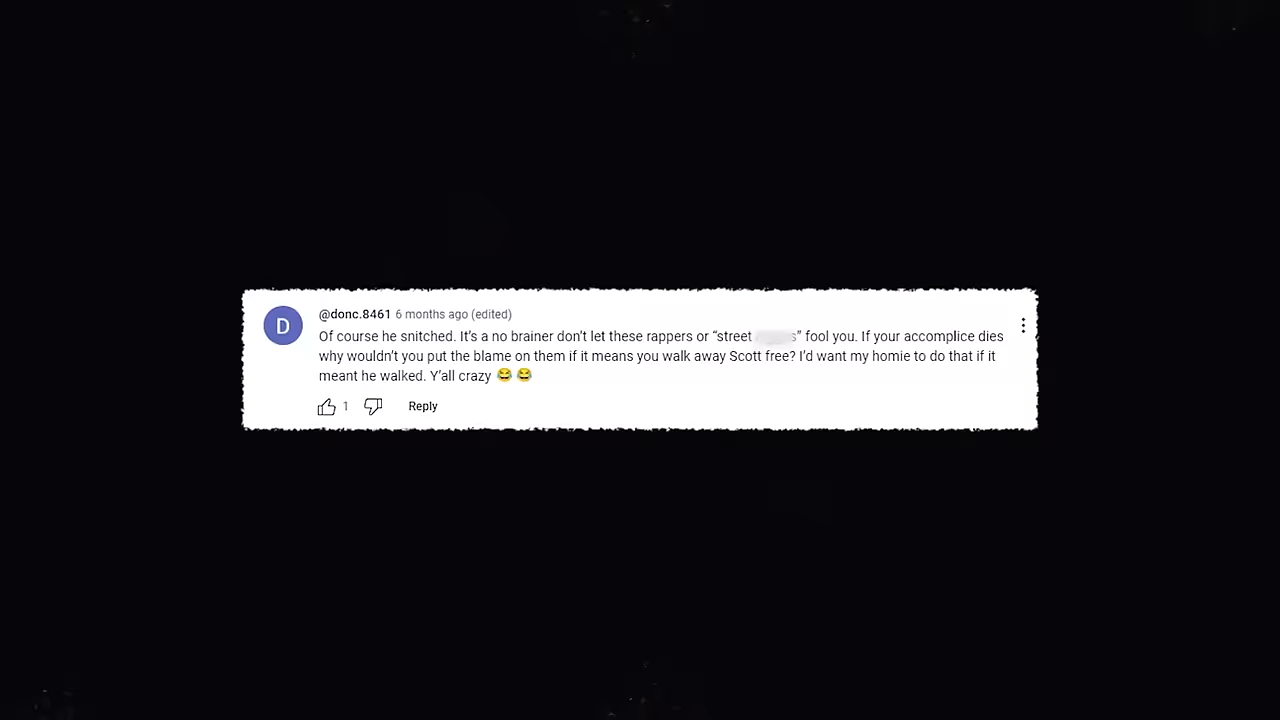 D
@donc.8461 6 months ago (edited)
Of course he snitched. It's a no brainer don't let these rappers or “street s” fool you. If your accomplice dies
why wouldn't you put the blame on them if it means you walk away Scott free? I'd want my homie to do that if it
meant he walked. Y'all crazy 😂 😂
1 Reply